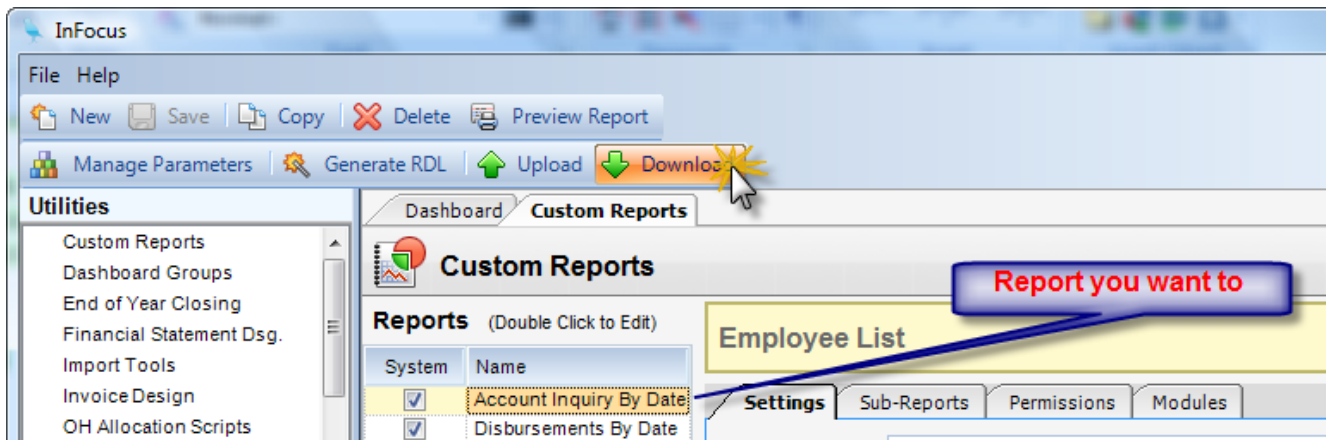 InFocus
File Help
New Save Copy Delete Preview Report
Manage Parameters Generate RDL Upload Download
Utilities
Custom Reports
Dashboard Groups
End of Year Closing
Financial Statement Dsg.
Import Tools
Invoice Design
OH Allocation Scripts
Dashboard Custom Reports
Custom Reports
Report you want to
Reports (Double Click to Edit)
System Name
Account Inquiry By Date
Disbursements By Date
Employee List
Settings Sub-Reports Permissions Modules